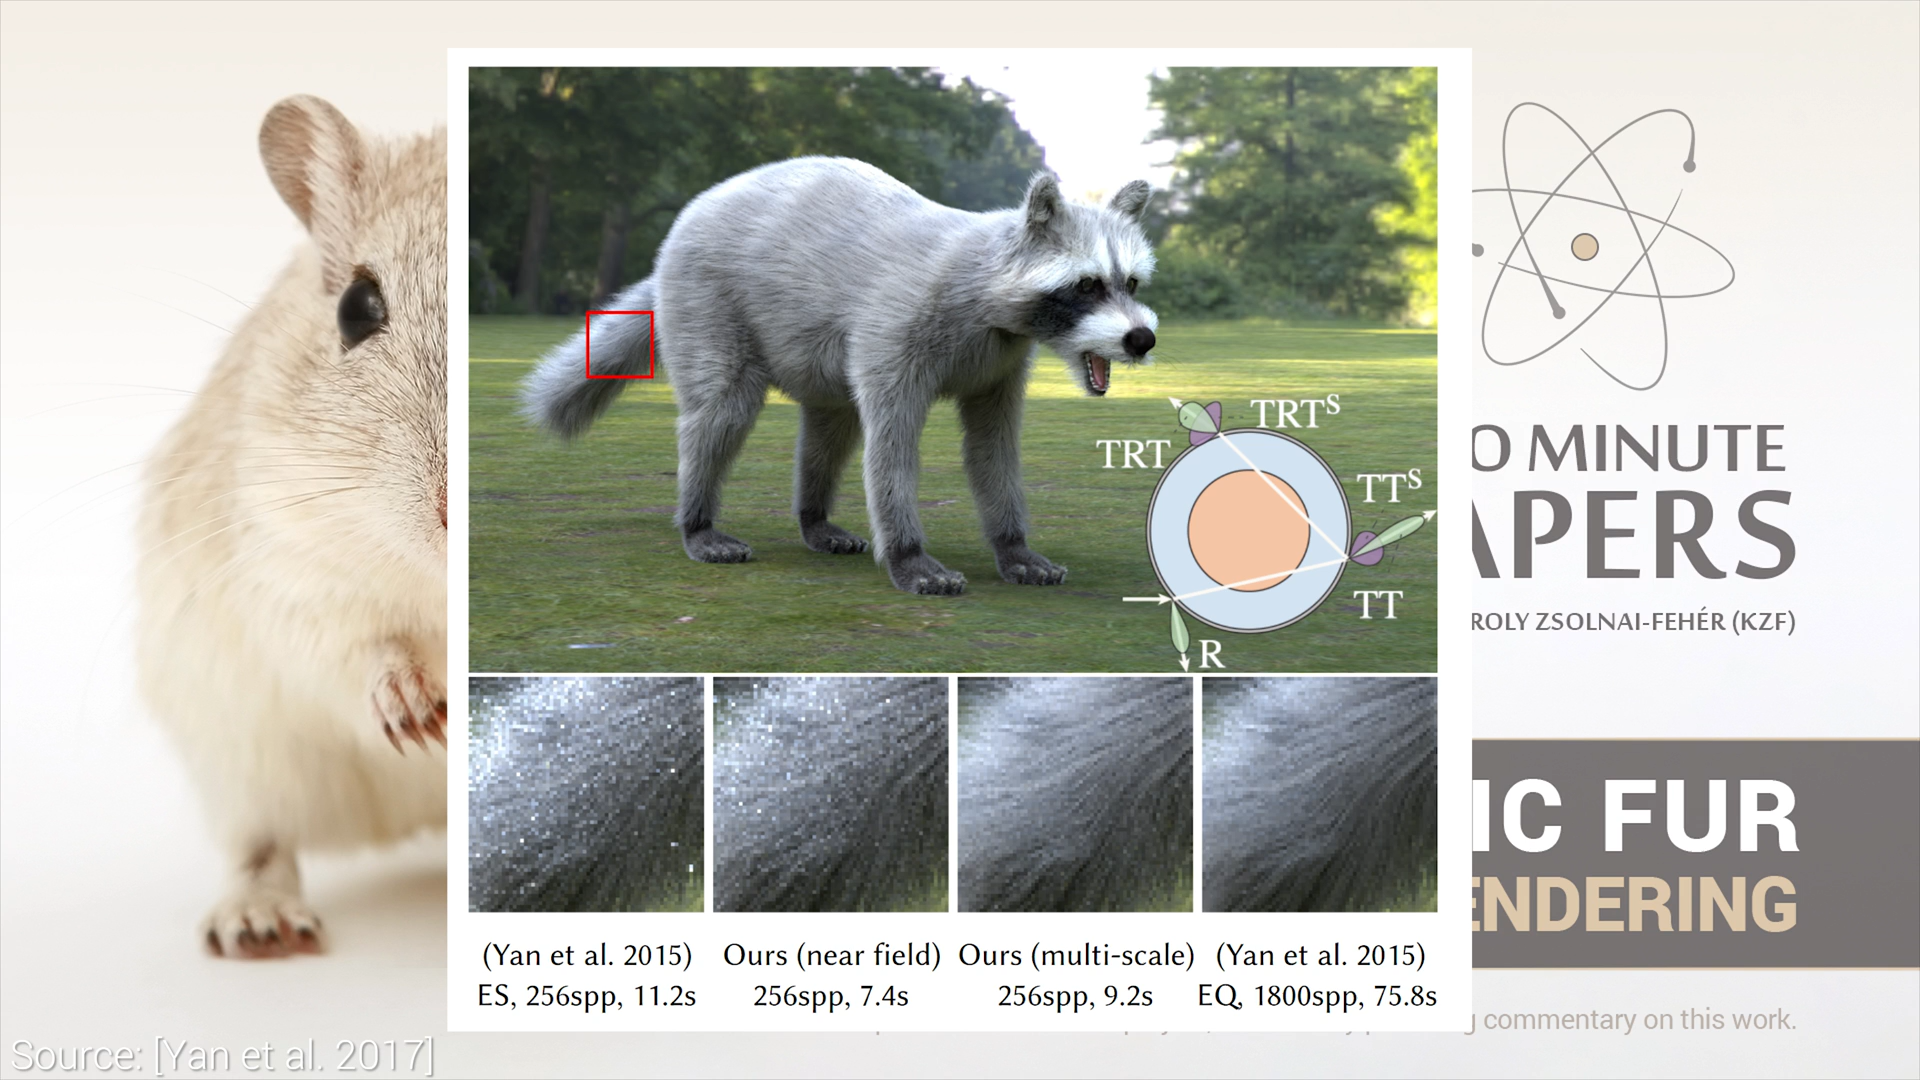 TRTS
TRT
TTS
TT
R
O MINUTE
APERS
ROLY ZSOLNAI-FEHÉR (KZF)
IC FUR
ENDERING
(Yan et al. 2015)
ES, 256spp, 11.2s
Ours (near field)
256spp, 7.4s
Ours (multi-scale)
256spp, 9.2s
(Yan et al. 2015)
EQ, 1800spp, 75.8s
commentary on this work.
Source: [Yan et al. 2017]